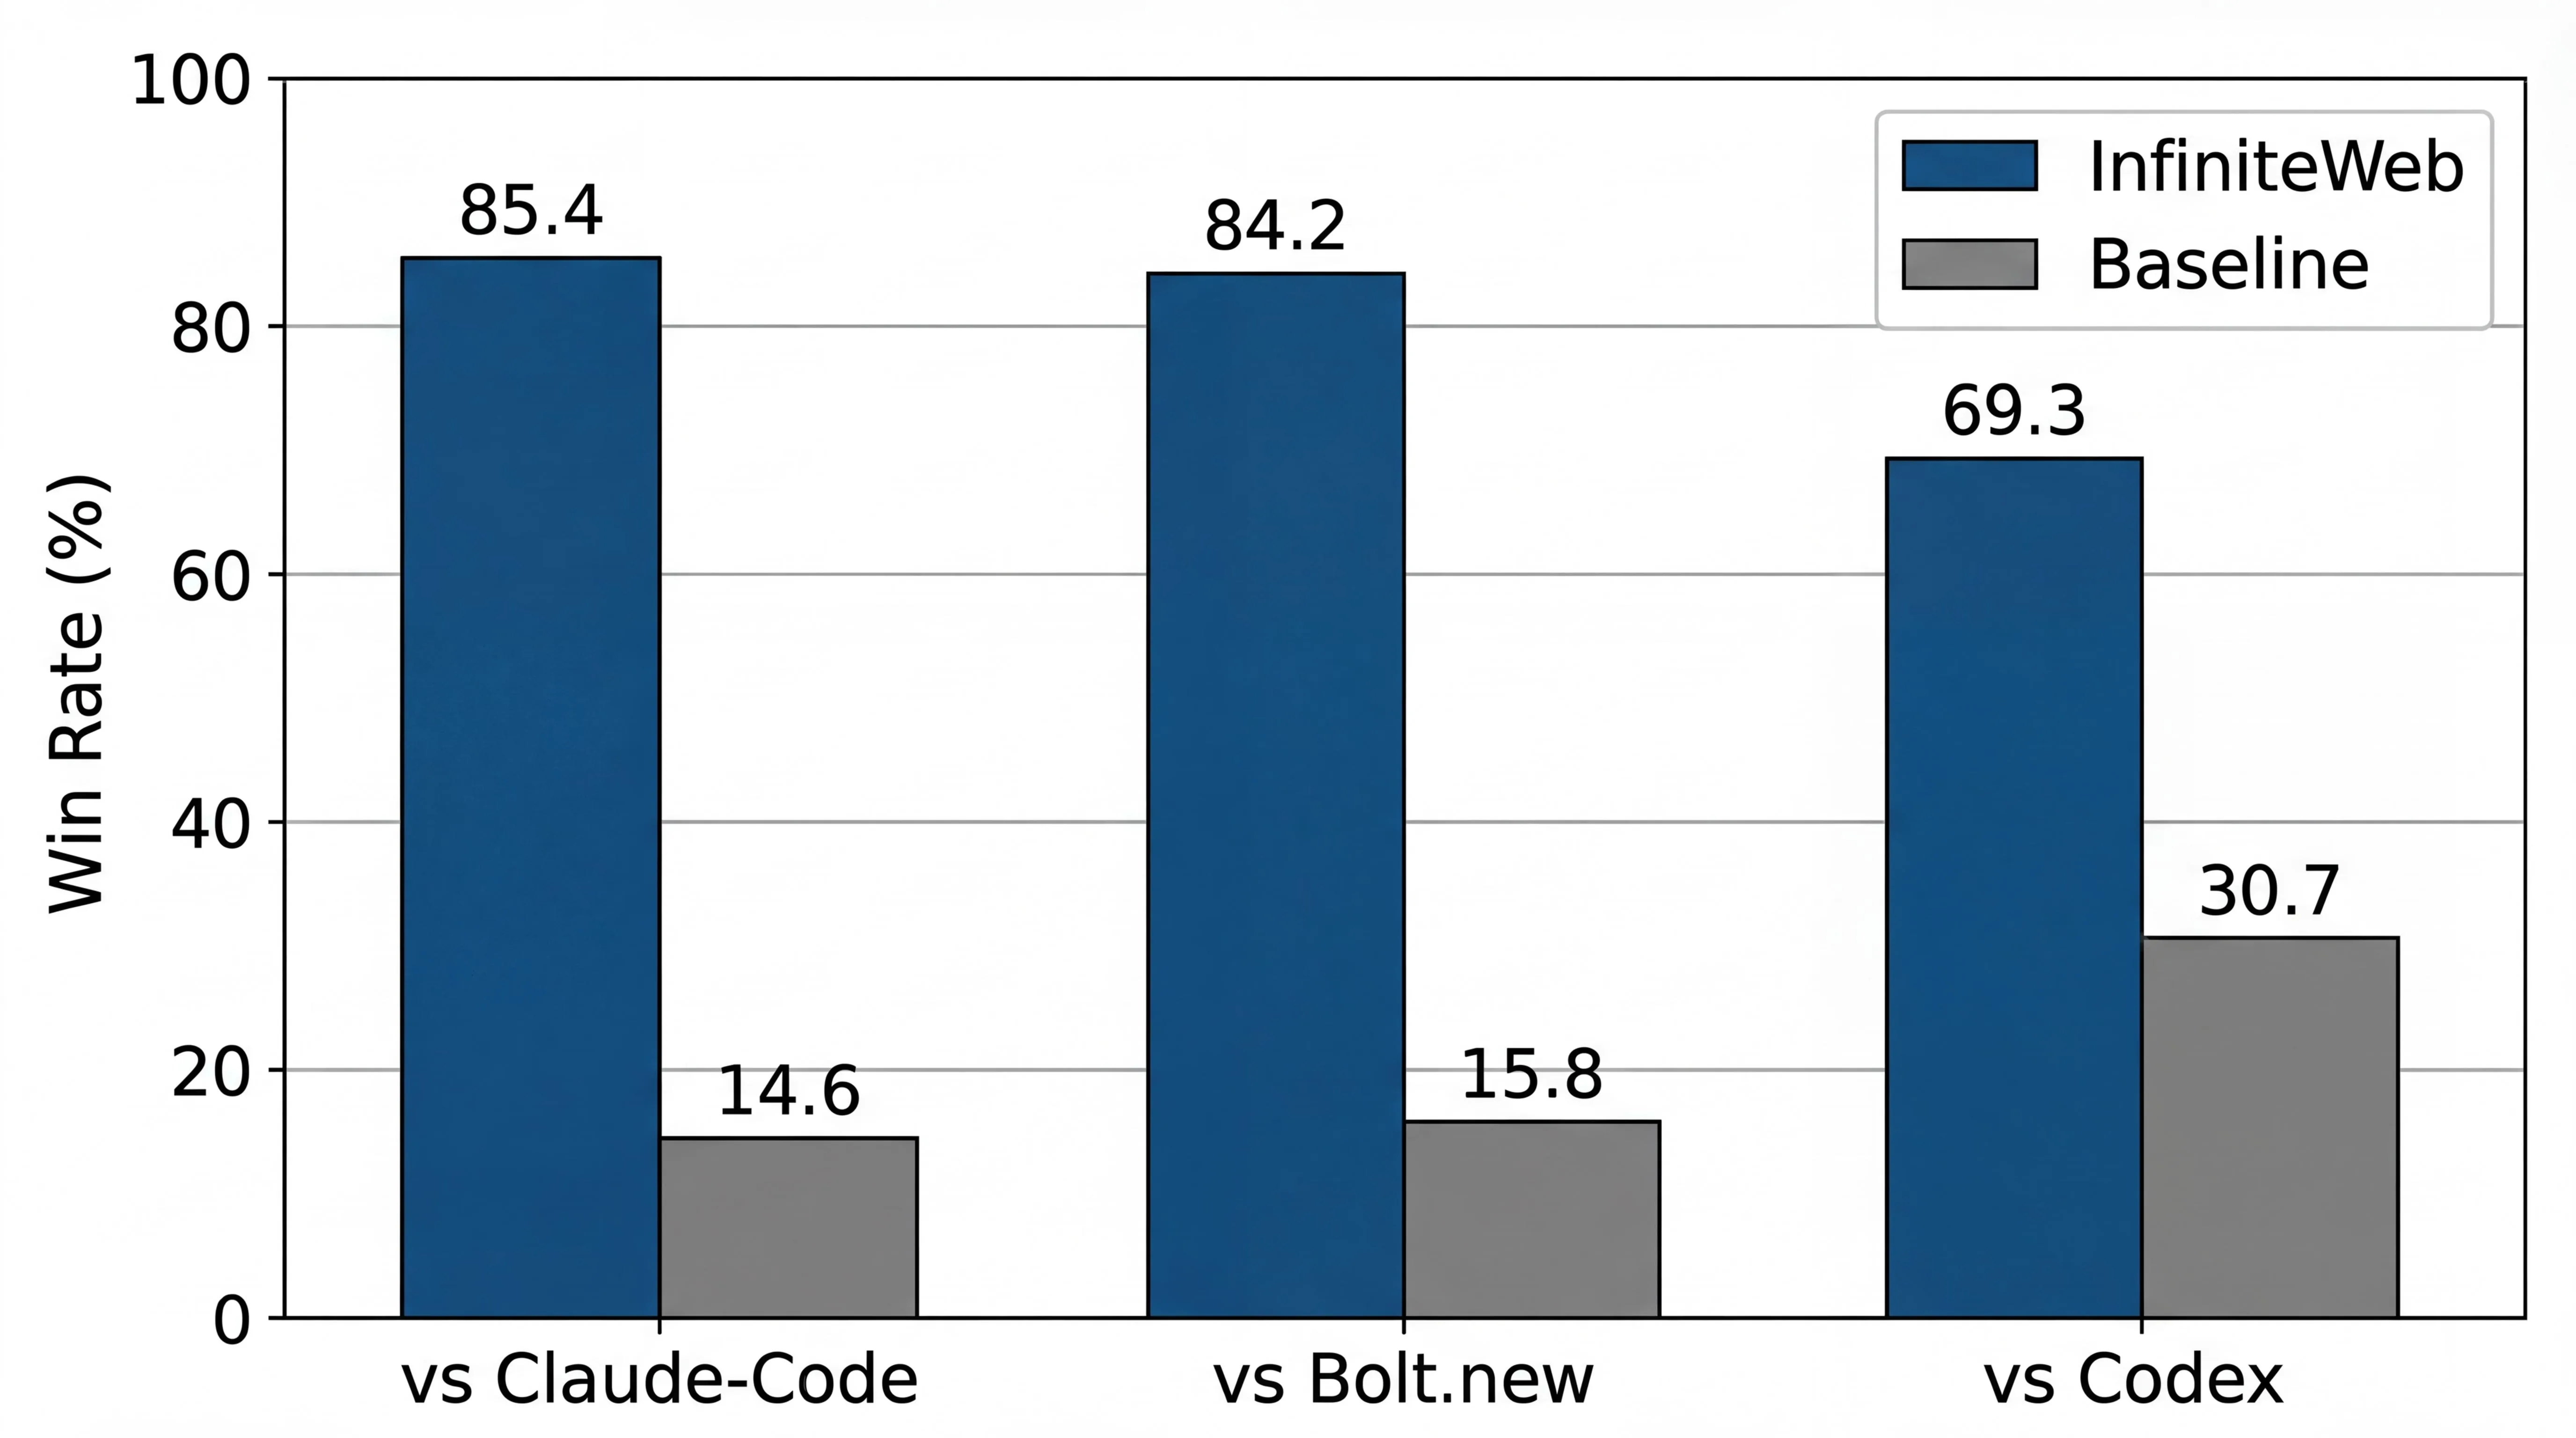 100
80
60
40
20
0
Win Rate (%)
85.4
14.6
84.2
15.8
69.3
30.7
InfiniteWeb
Baseline
vs Claude-Code
vs Bolt.new
vs Codex